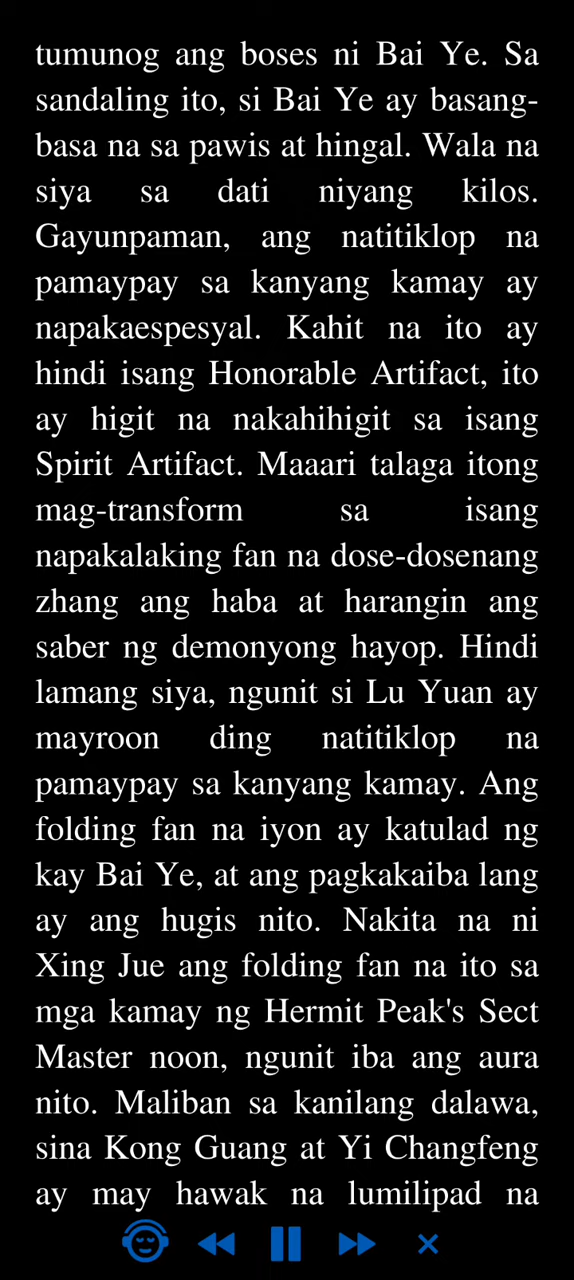 tumunog ang boses ni Bai Ye. Sa
sandaling ito, si Bai Ye ay basang-
basa na sa pawis at hingal. Wala na
siya sa dati niyang kilos.
Gayunpaman, ang natitiklop na
pamaypay sa kanyang kamay ay
napakaespesyal. Kahit na ito ay
hindi isang Honorable Artifact, ito
ay higit na nakahihigit sa isang
Spirit Artifact. Maaari talaga itong
mag-transform sa isang
napakalaking fan na dose-dosenang
zhang ang haba at harangin ang
saber ng demonyong hayop. Hindi
lamang siya, ngunit si Lu Yuan ay
mayroon ding natitiklop na
pamaypay sa kanyang kamay. Ang
folding fan na iyon ay katulad ng
kay Bai Ye, at ang pagkakaiba lang
ay ang hugis nito. Nakita na ni
Xing Jue ang folding fan na ito sa
mga kamay ng Hermit Peak's Sect
Master noon, ngunit iba ang aura
nito. Maliban sa kanilang dalawa,
sina Kong Guang at Yi Changfeng
ay may hawak na lumilipad na